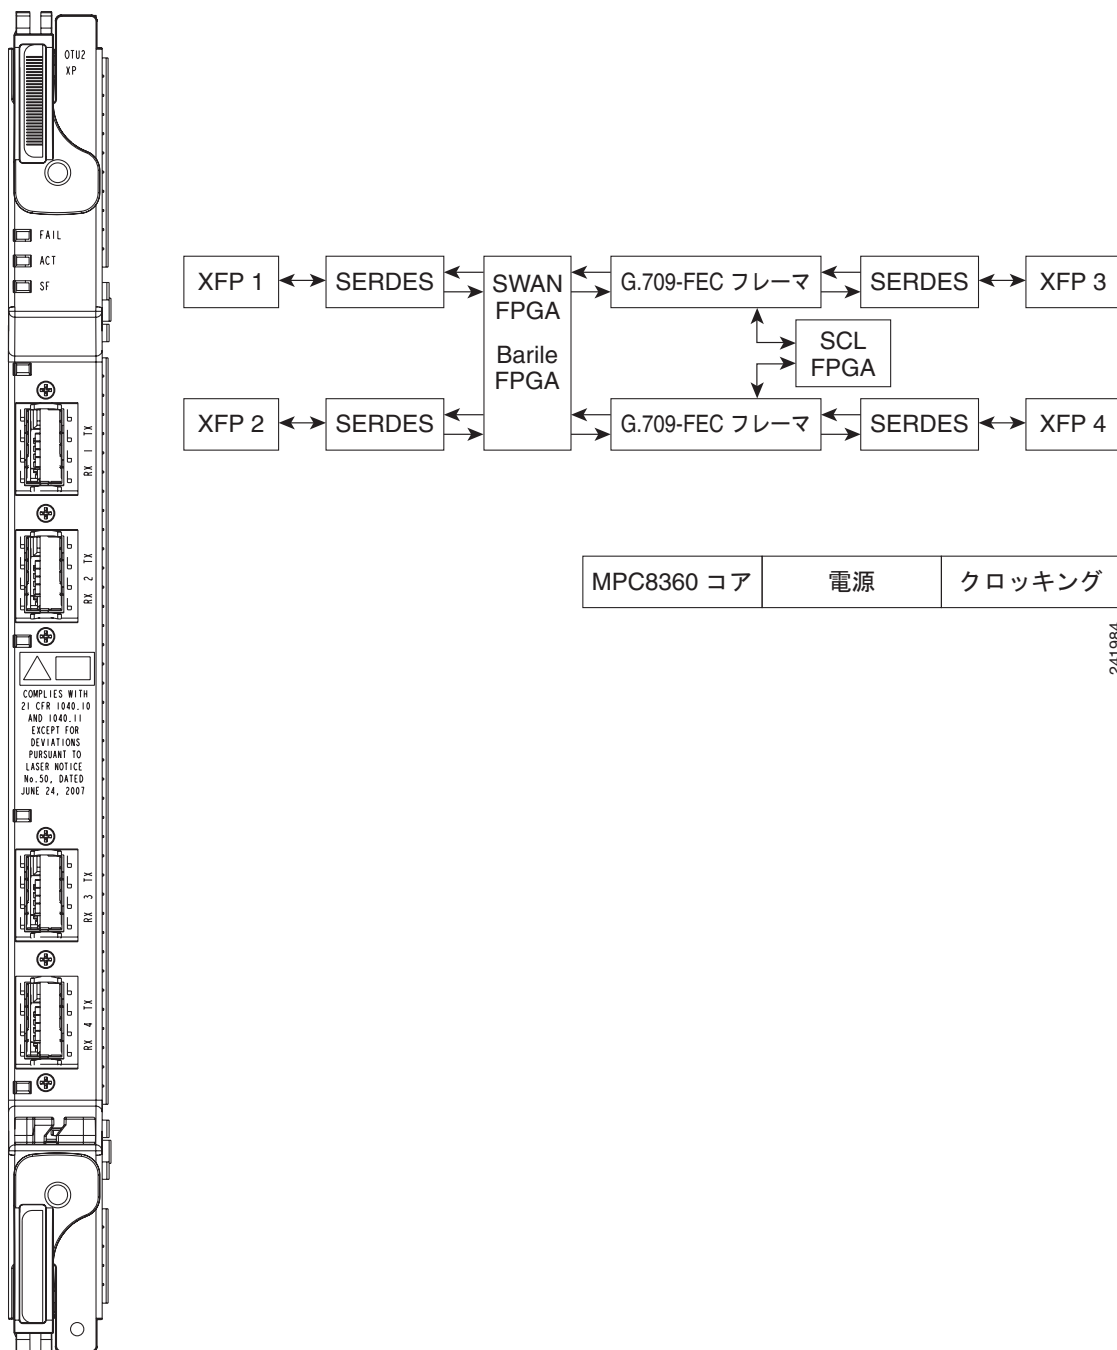 OTU2
XP
FAIL
ACT
SF
RX 1 TX
RX 2 TX
COMPLIES WITH
21 CFR 1040.10
AND 1040.11
EXCEPT FOR
DEVIATIONS
PURSUANT TO
LASER NOTICE
No.50, DATED
JUNE 24, 2007
RX 3 TX
RX 4 TX
XFP 1
SERDES
SWAN
FPGA
Barile
FPGA
G.709-FEC フレーマ
SERDES
XFP 3
SCL
FPGA
XFP 2
SERDES
G.709-FEC フレーマ
SERDES
XFP 4
MPC8360 コア
電源
クロッキング
241984